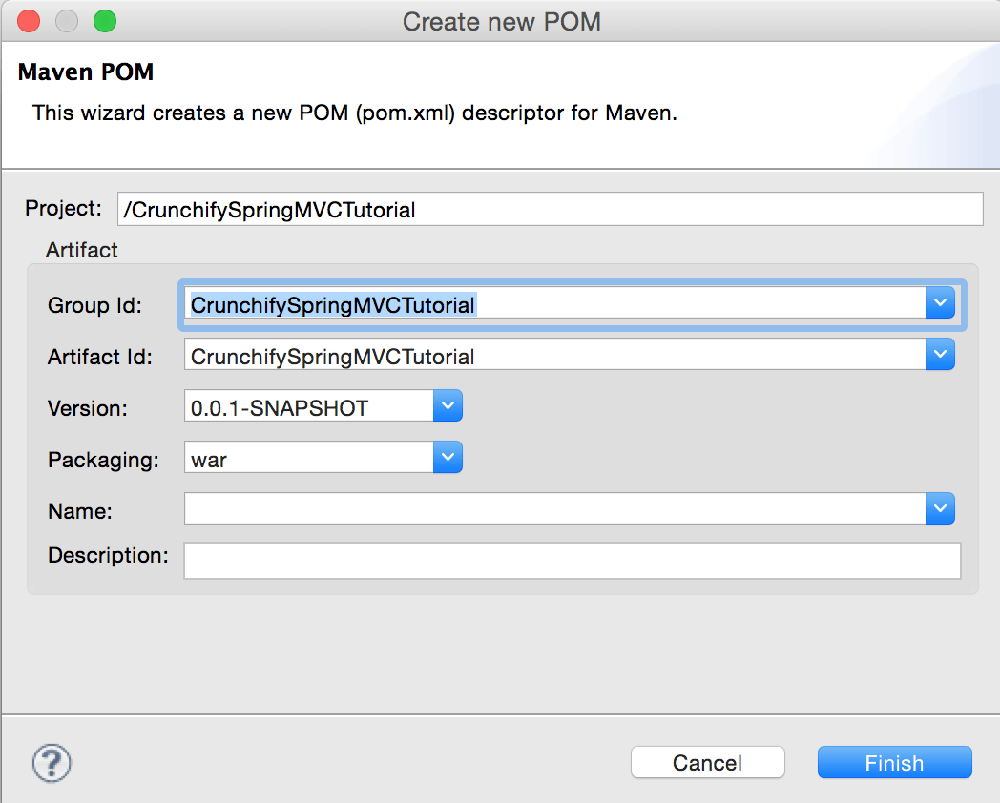 Create new POM
Maven POM
This wizard creates a new POM (pom.xml) descriptor for Maven.
Project: /CrunchifySpringMVCTutorial
Artifact
Group Id: CrunchifySpringMVCTutorial
Artifact Id: CrunchifySpringMVCTutorial
Version: 0.0.1-SNAPSHOT
Packaging: war
Name:
Description:
? Cancel Finish